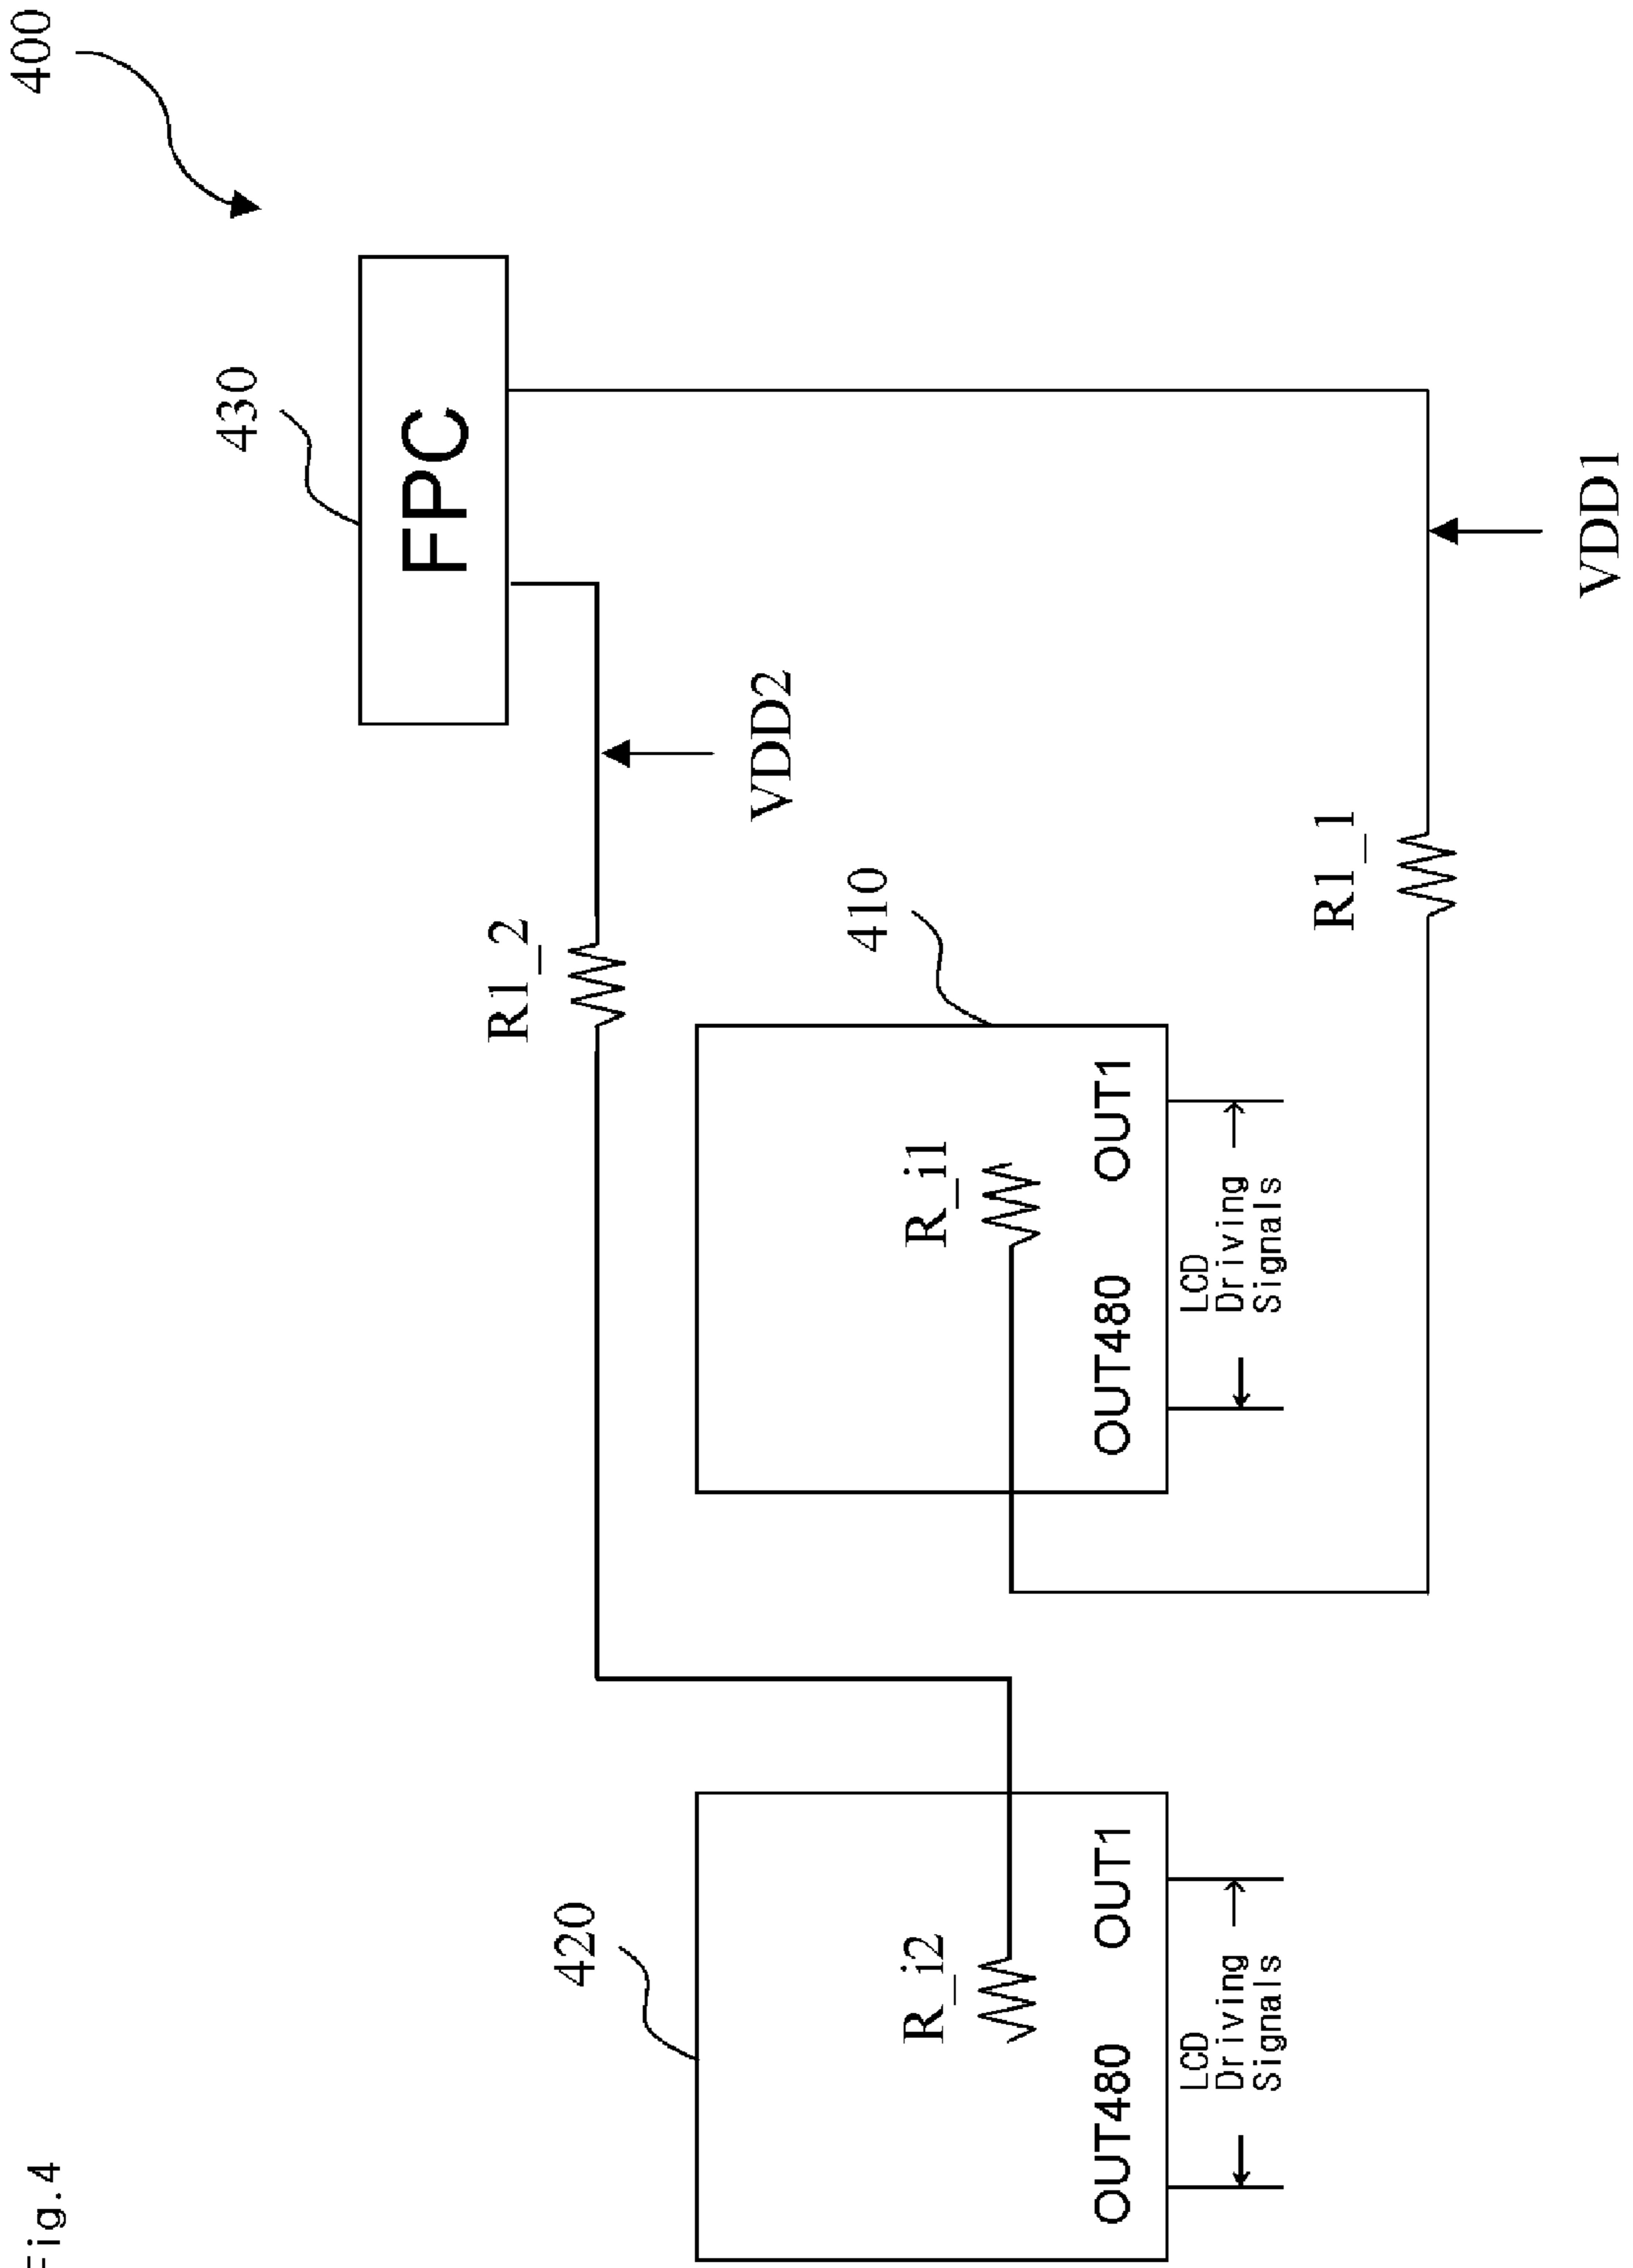 Fig.4
400
430
FPC
420
R1_2
410
VDD2
R_i2
R_i1
OUT480 OUT1
OUT480 OUT1
LCD
Driving
Signals
LCD
Driving
Signals
R1_1
VDD1